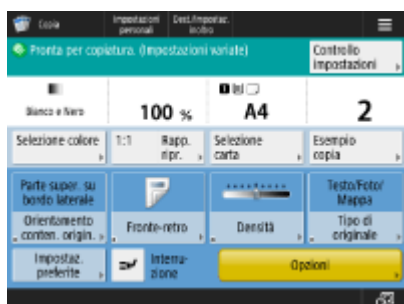 Copia
Impostazioni personali
Dest./Impostaz. inoltro
Pronta per copiatura. (Impostazioni variate)
Controllo
impostazioni
Bianco e Nero
100 %
A4
2
Selezione colore
1:1 Rapp.
ripr.
Selezione
carta
Esempio
copia
Parte super. su
bordo laterale
Testo/Foto/
Mappa
Orientamento
conten. origin.
Fronte-retro
Densità
Tipo di
originale
Impostaz.
preferite
Interru-
zione
Opzioni